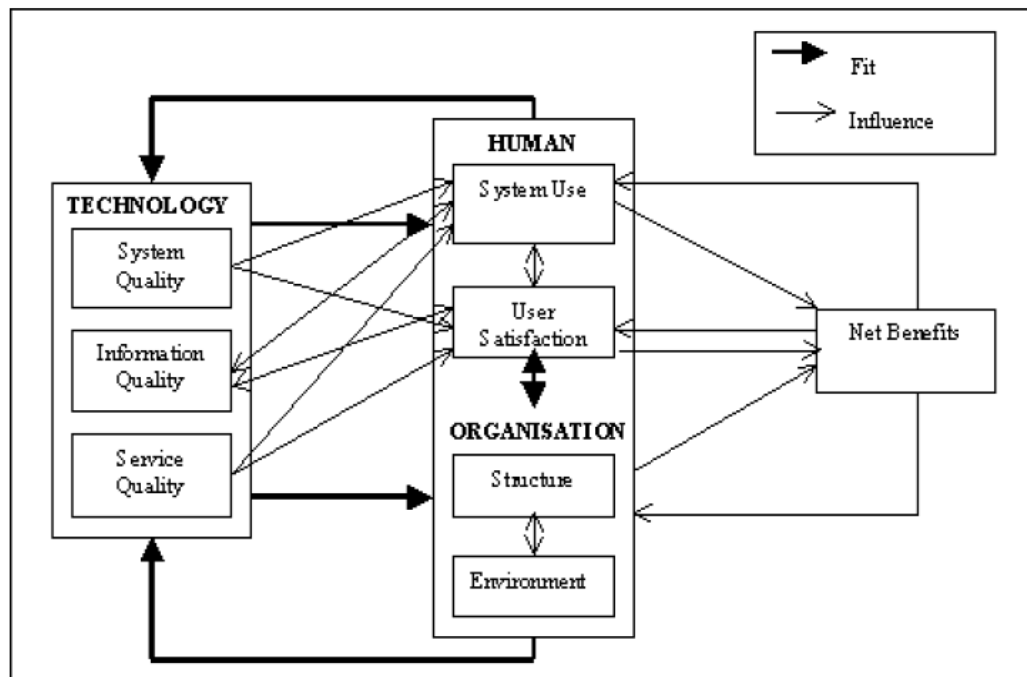 Fit
Influence
HUMAN
System Use
User
Satisfaction
TECHNOLOGY
System
Quality
Information
Quality
Service
Quality
ORGANISATION
Structure
Environment
Net Benefits